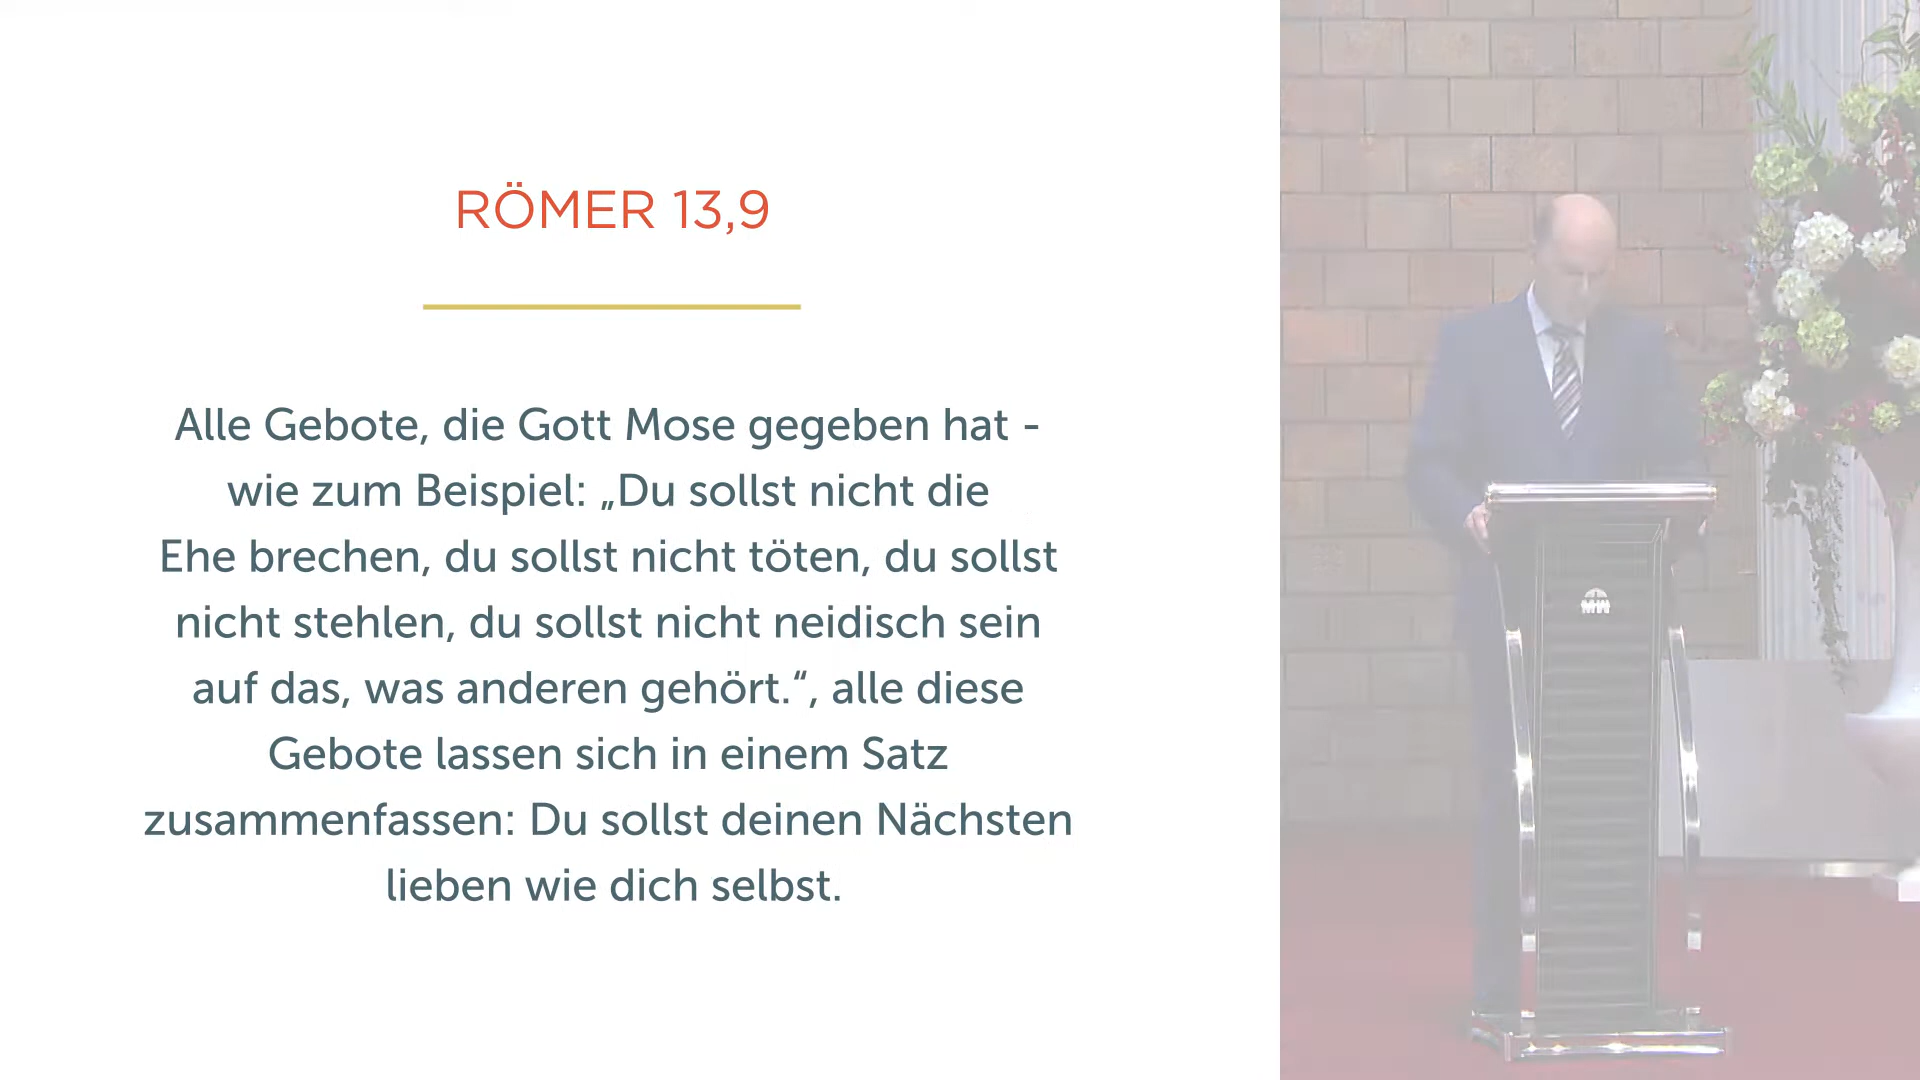 RÖMER 13,9
Alle Gebote, die Gott Mose gegeben hat -
wie zum Beispiel: „Du sollst nicht die
Ehe brechen, du sollst nicht töten, du sollst
nicht stehlen, du sollst nicht neidisch sein
auf das, was anderen gehört.“, alle diese
Gebote lassen sich in einem Satz
zusammenfassen: Du sollst deinen Nächsten
lieben wie dich selbst.